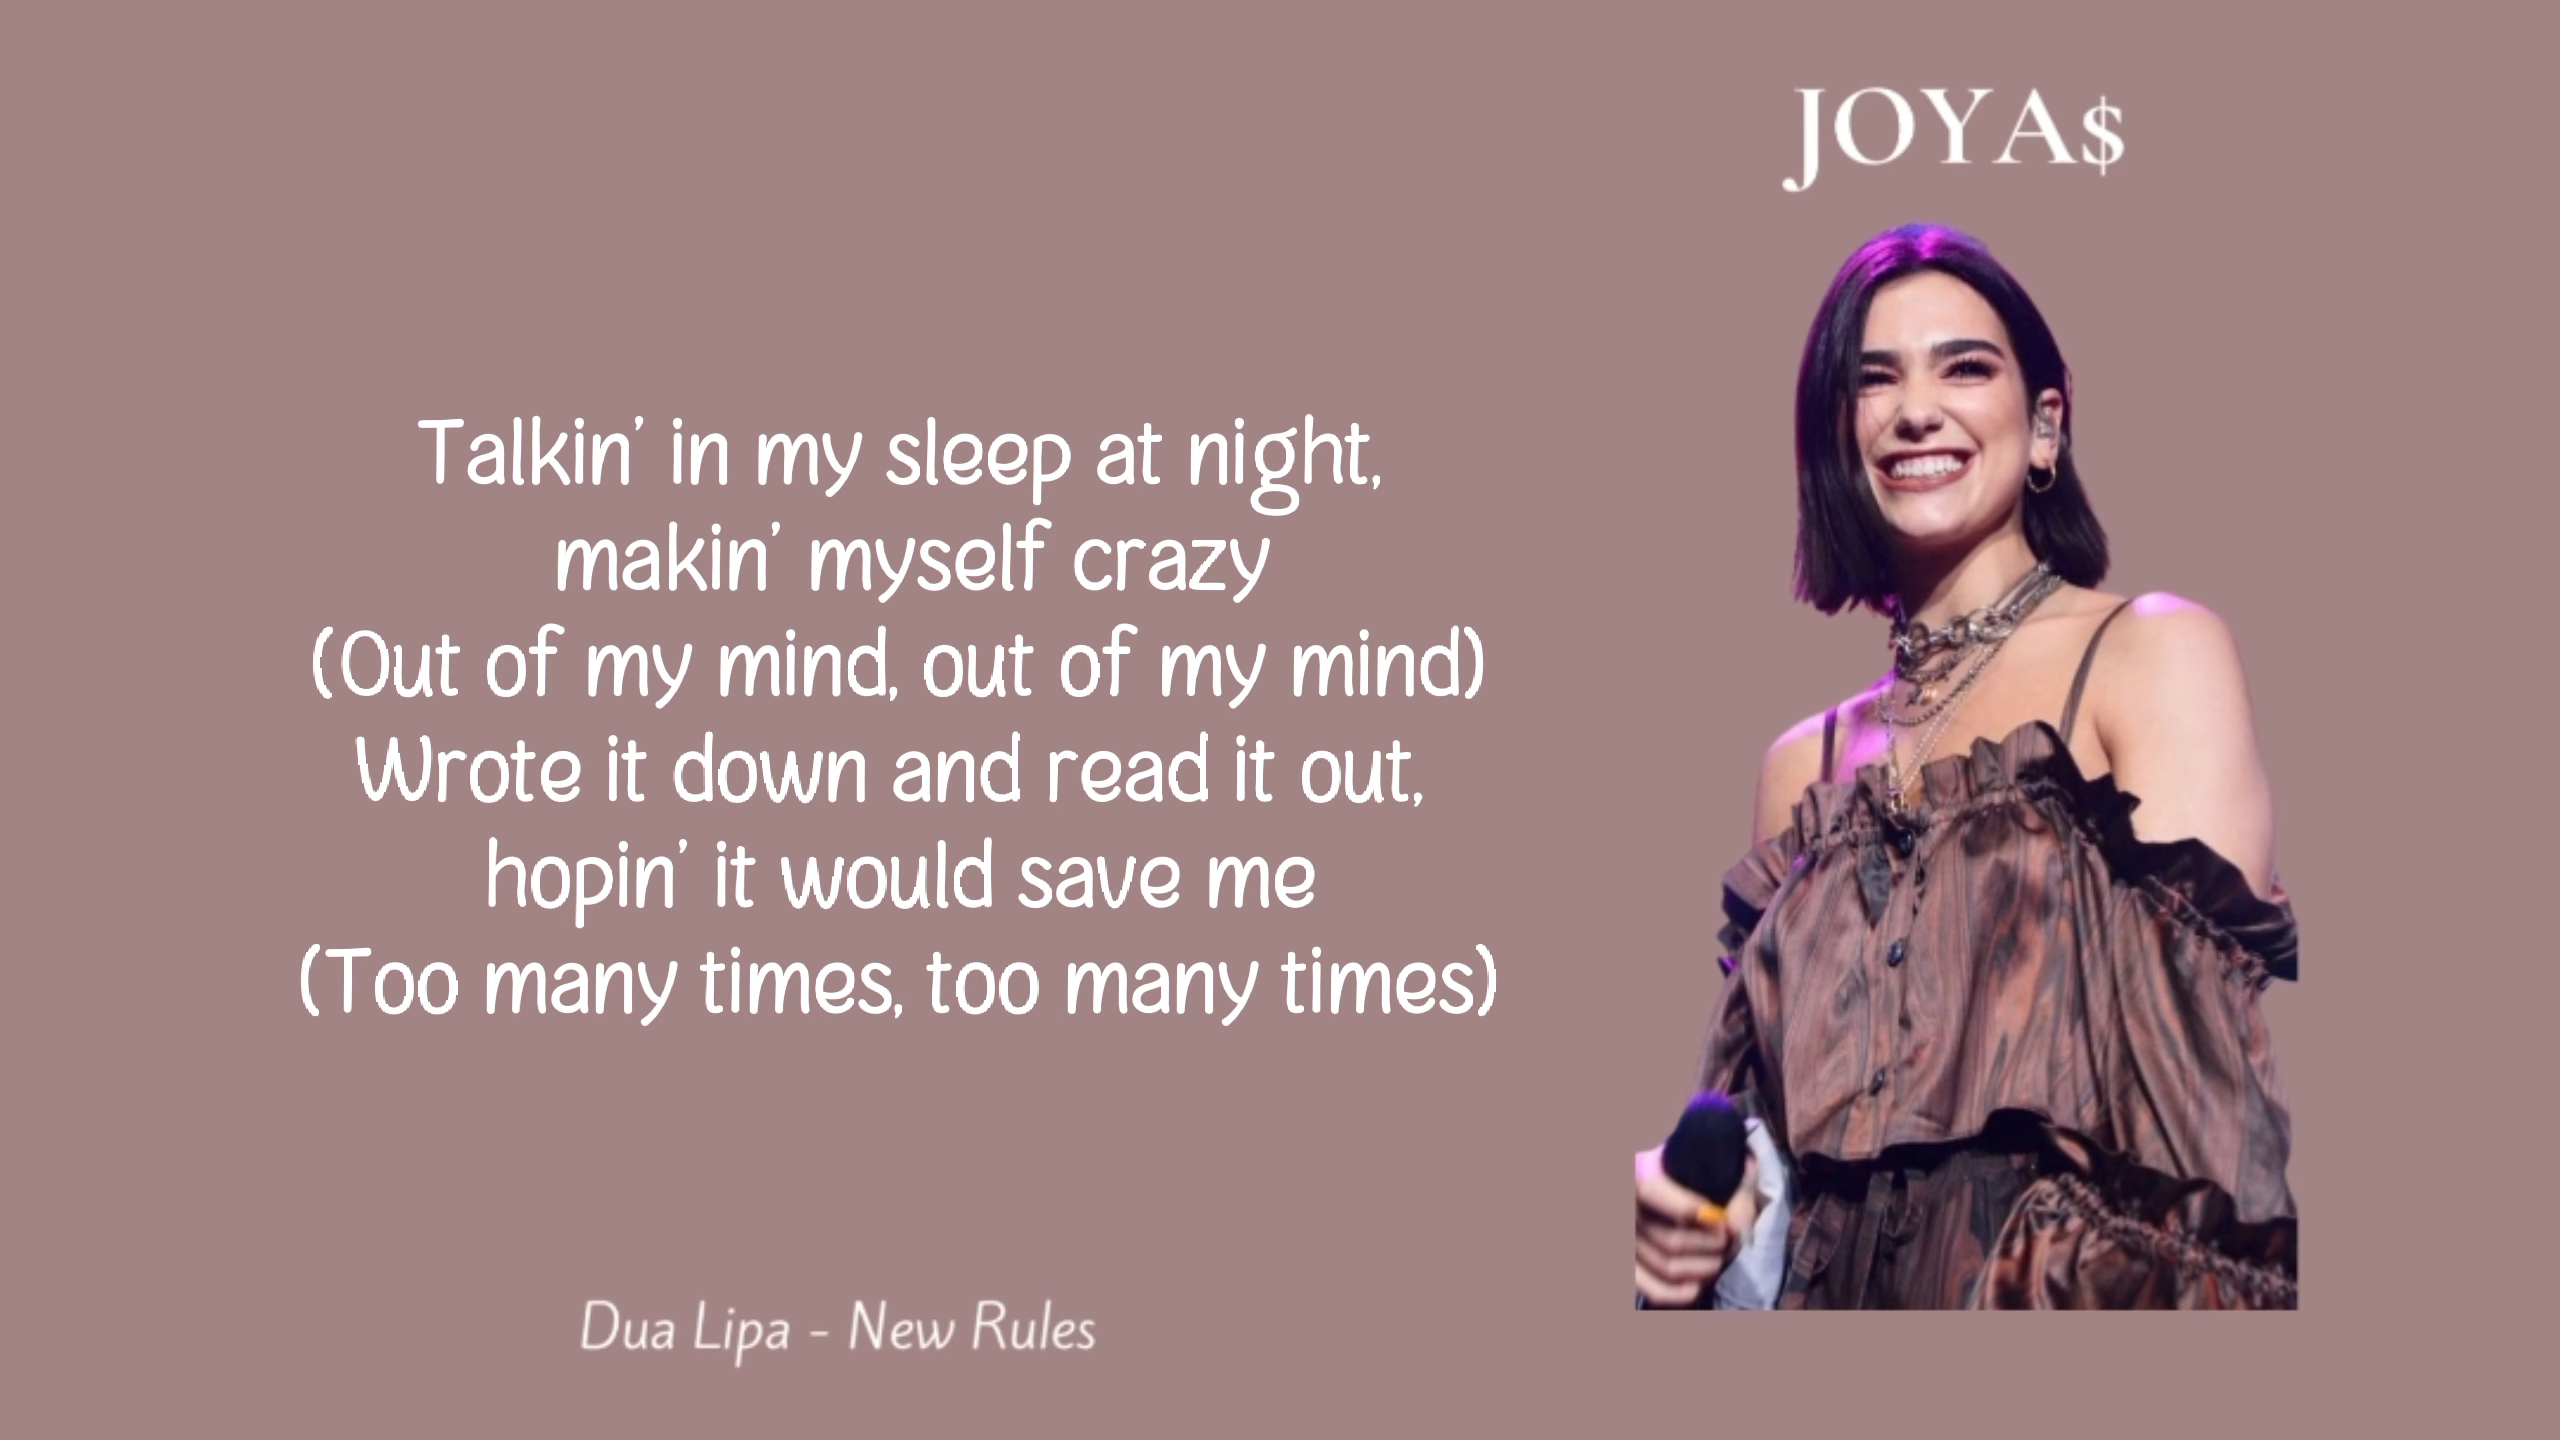 JOYA$
Talkin' in my sleep at night,
makin' myself crazy
(Out of my mind, out of my mind)
Wrote it down and read it out,
hopin' it would save me
(Too many times, too many times)
Dua Lipa - New Rules